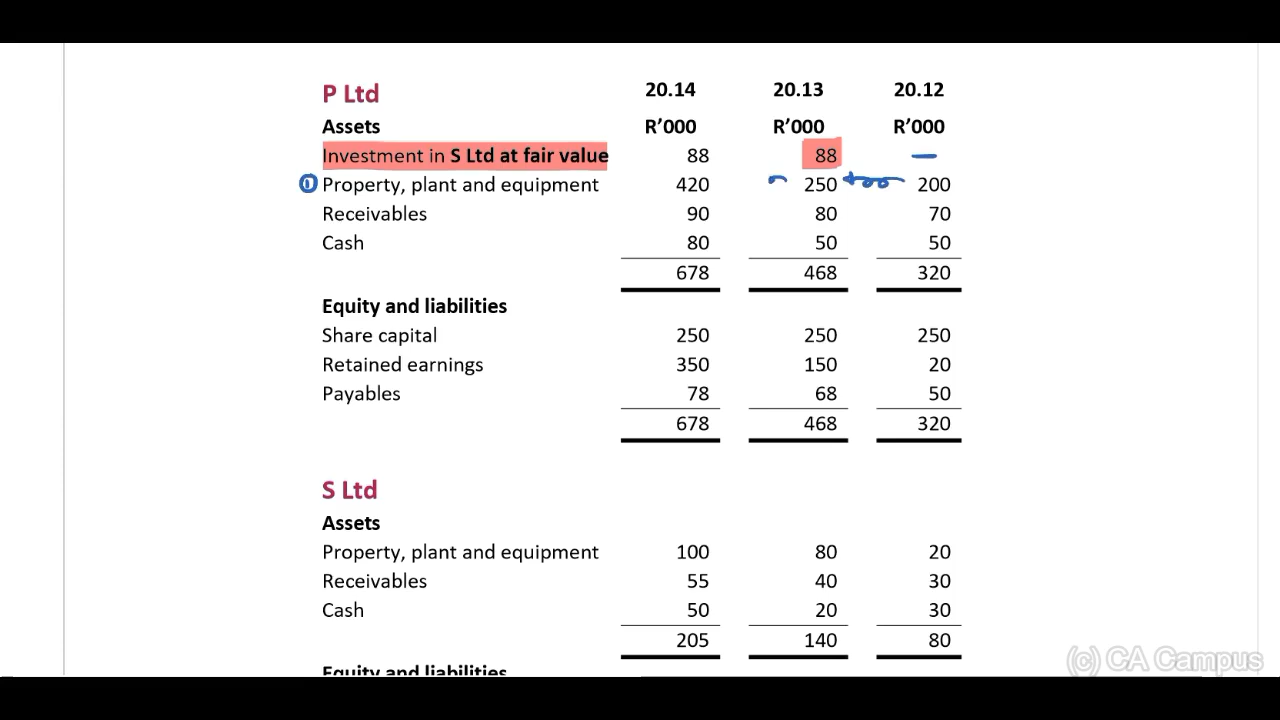 P Ltd 20.14 20.13 20.12
Assets R’000 R’000 R’000
Investment in S Ltd at fair value 88 88 —
① Property, plant and equipment 420 250 200
Receivables 90 80 70
Cash 80 50 50
678 468 320
Equity and liabilities
Share capital 250 250 250
Retained earnings 350 150 20
Payables 78 68 50
678 468 320
S Ltd
Assets
Property, plant and equipment 100 80 20
Receivables 55 40 30
Cash 50 20 30
205 140 80
Equity and liabilities
(c) CA Campus